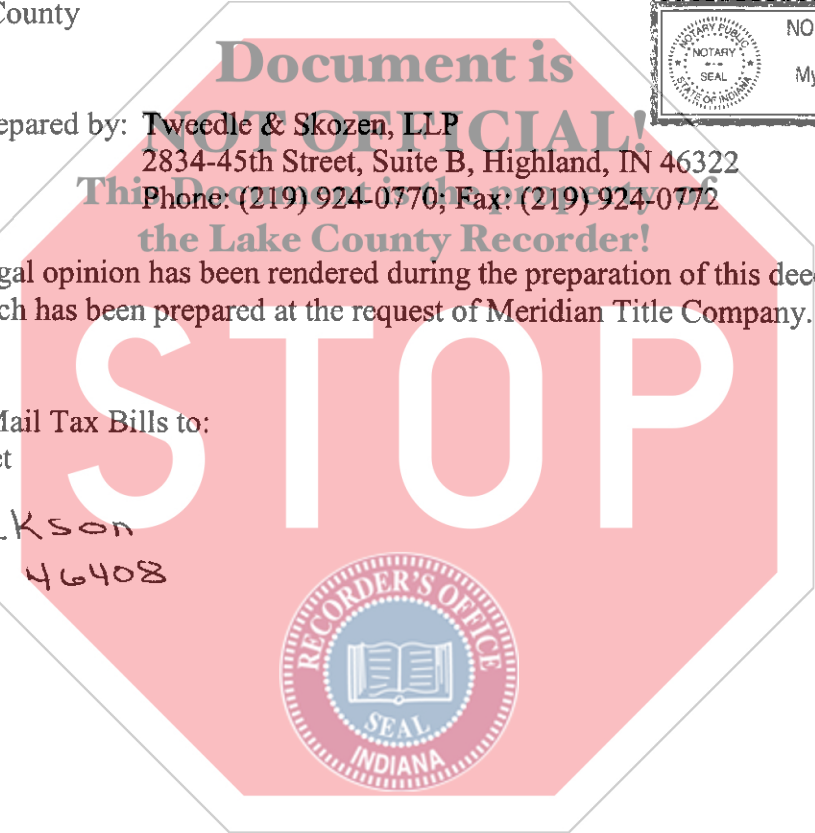 County
NO
NOTARY PUBLIC
NOTARY
SEAL
STATE OF INDIANA
My
Document is
NOT OFFICIAL!
This Document is the property of
the Lake County Recorder!
epared by: Tweedle & Skozen, LLP
2834-45th Street, Suite B, Highland, IN 46322
Phone: (219) 924-0770; Fax: (219) 924-0772
gal opinion has been rendered during the preparation of this deed
ch has been prepared at the request of Meridian Title Company.
STOP
Mail Tax Bills to:
et
kson
46408
RECORDER'S OFFICE
SEAL
INDIANA